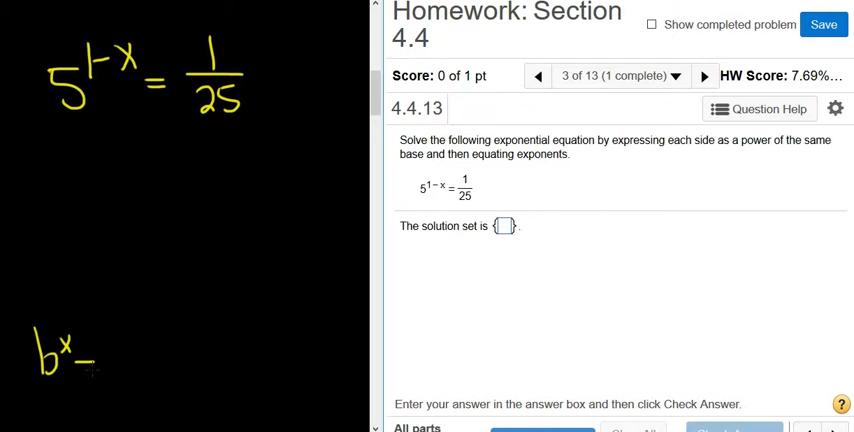 5^{1-x} = 1/25
b^x =
Homework: Section
4.4
Show completed problem
Save
Score: 0 of 1 pt
3 of 13 (1 complete)
HW Score: 7.69%...
4.4.13
Question Help
Solve the following exponential equation by expressing each side as a power of the same
base and then equating exponents.
5^{1-x} = 1/25
The solution set is { }.
Enter your answer in the answer box and then click Check Answer.
?
All parts